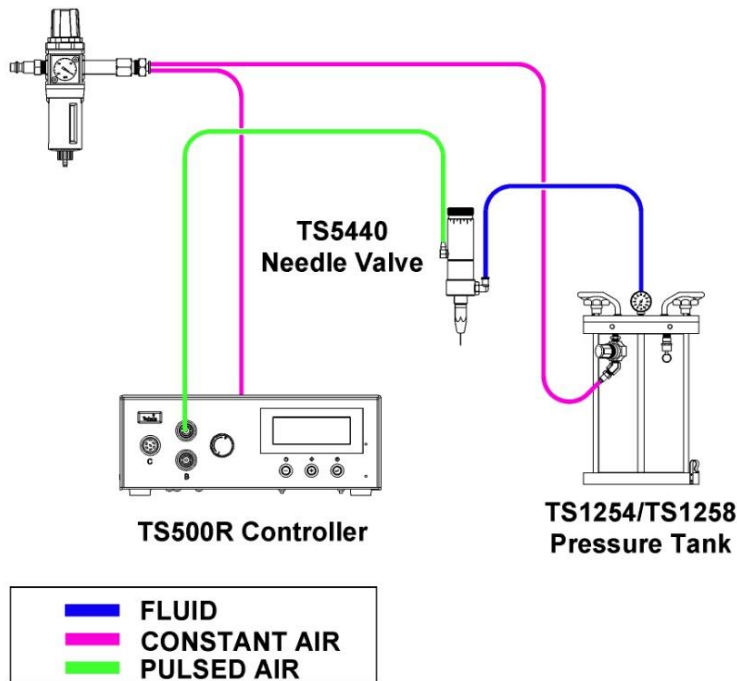 TS5440
Needle Valve
C
B
TS500R Controller
TS1254/TS1258
Pressure Tank
FLUID
CONSTANT AIR
PULSED AIR